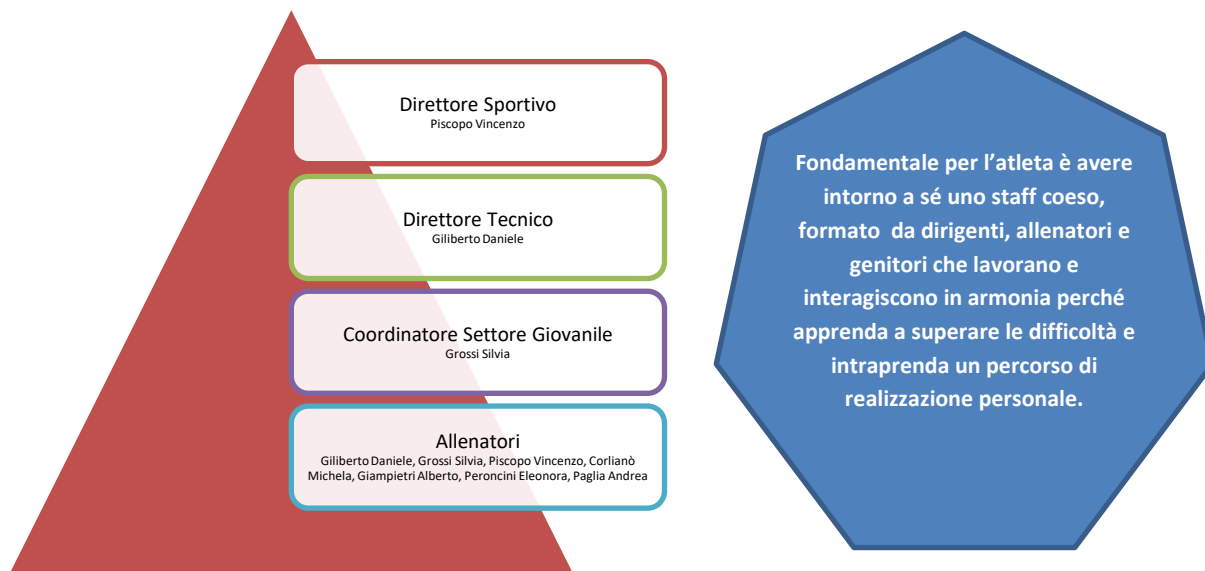 Direttore Sportivo
Piscopo Vincenzo
Direttore Tecnico
Giliberto Daniele
Coordinatore Settore Giovanile
Grossi Silvia
Allenatori
Giliberto Daniele, Grossi Silvia, Piscopo Vincenzo, Corlianò
Michela, Giampietri Alberto, Peroncini Eleonora, Paglia Andrea
Fondamentale per l’atleta è avere
intorno a sé uno staff coeso,
formato  da dirigenti, allenatori e
genitori che lavorano e
interagiscono in armonia perché
apprenda a superare le difficoltà e
intraprenda un percorso di
realizzazione personale.